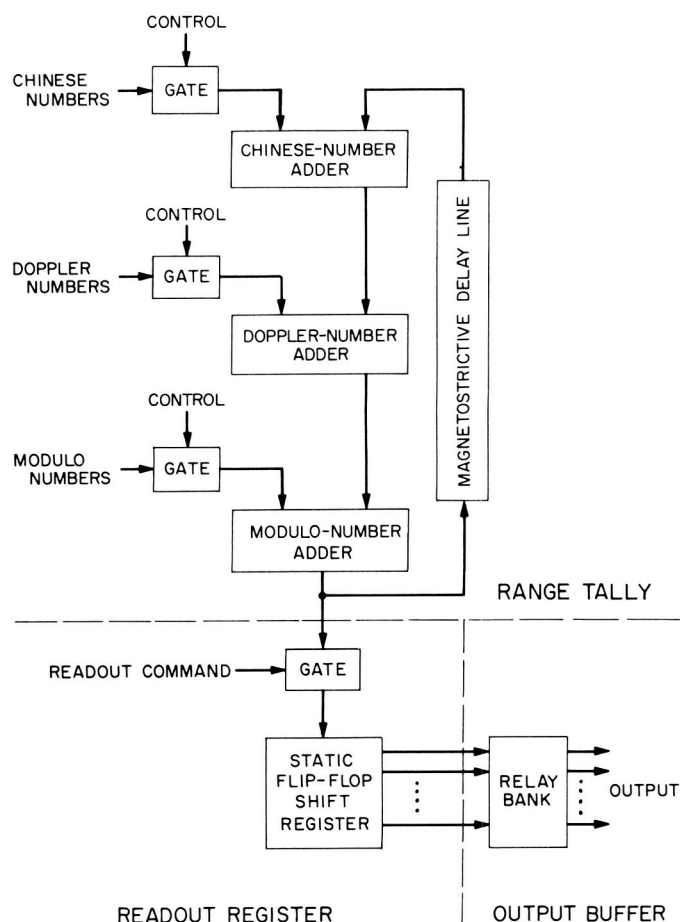 CONTROL
CHINESE
NUMBERS
GATE
CHINESE-NUMBER
ADDER
CONTROL
DOPPLER
NUMBERS
GATE
DOPPLER-NUMBER
ADDER
MAGNETOSTRICTIVE DELAY LINE
CONTROL
MODULO
NUMBERS
GATE
MODULO-NUMBER
ADDER
RANGE TALLY
READOUT COMMAND
GATE
STATIC
FLIP-FLOP
SHIFT
REGISTER
RELAY
BANK
OUTPUT
READOUT REGISTER
OUTPUT BUFFER